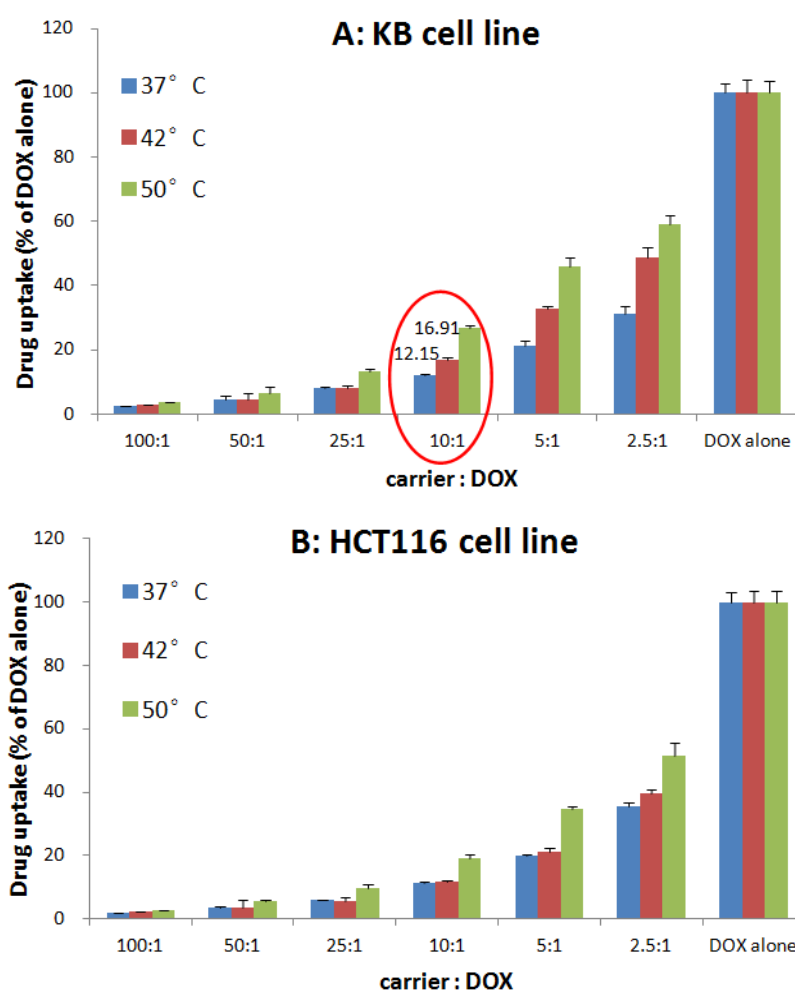 A: KB cell line
120
100
80
60
40
20
0
Drug uptake (% of DOX alone)
37° C
42° C
50° C
16.91
12.15
100:1 50:1 25:1 10:1 5:1 2.5:1 DOX alone
carrier : DOX
B: HCT116 cell line
120
100
80
60
40
20
0
Drug uptake (% of DOX alone)
37° C
42° C
50° C
100:1 50:1 25:1 10:1 5:1 2.5:1 DOX alone
carrier : DOX